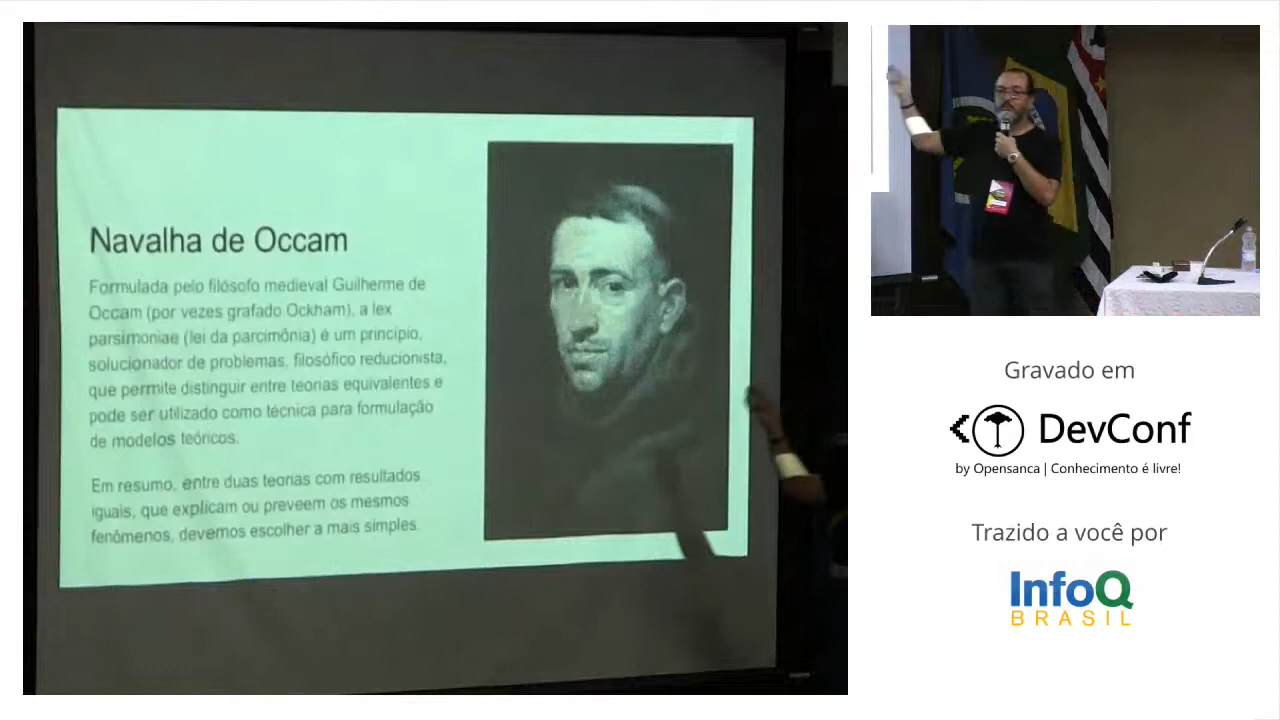 Navalha de Occam
Formulada pelo filósofo medieval Guilherme de
Occam (por vezes grafado Ockham), a lex
parsimoniae (lei da parcimônia) é um princípio,
solucionador de problemas, filosófico reducionista,
que permite distinguir entre teorias equivalentes e
pode ser utilizado como técnica para formulação
de modelos teóricos.
Em resumo, entre duas teorias com resultados
iguais, que explicam ou preveem os mesmos
fenômenos, devemos escolher a mais simples.
Gravado em
DevConf
by Opensanca | Conhecimento é livre!
Trazido a você por
InfoQ
BRASIL